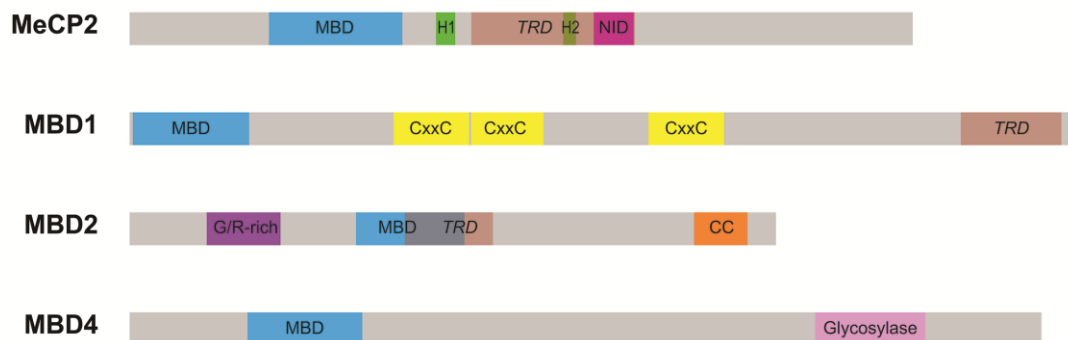 MeCP2 MBD H1 TRD H2 NID
MBD1 MBD CxxC CxxC CxxC TRD
MBD2 G/R-rich MBD TRD CC
MBD4 MBD Glycosylase